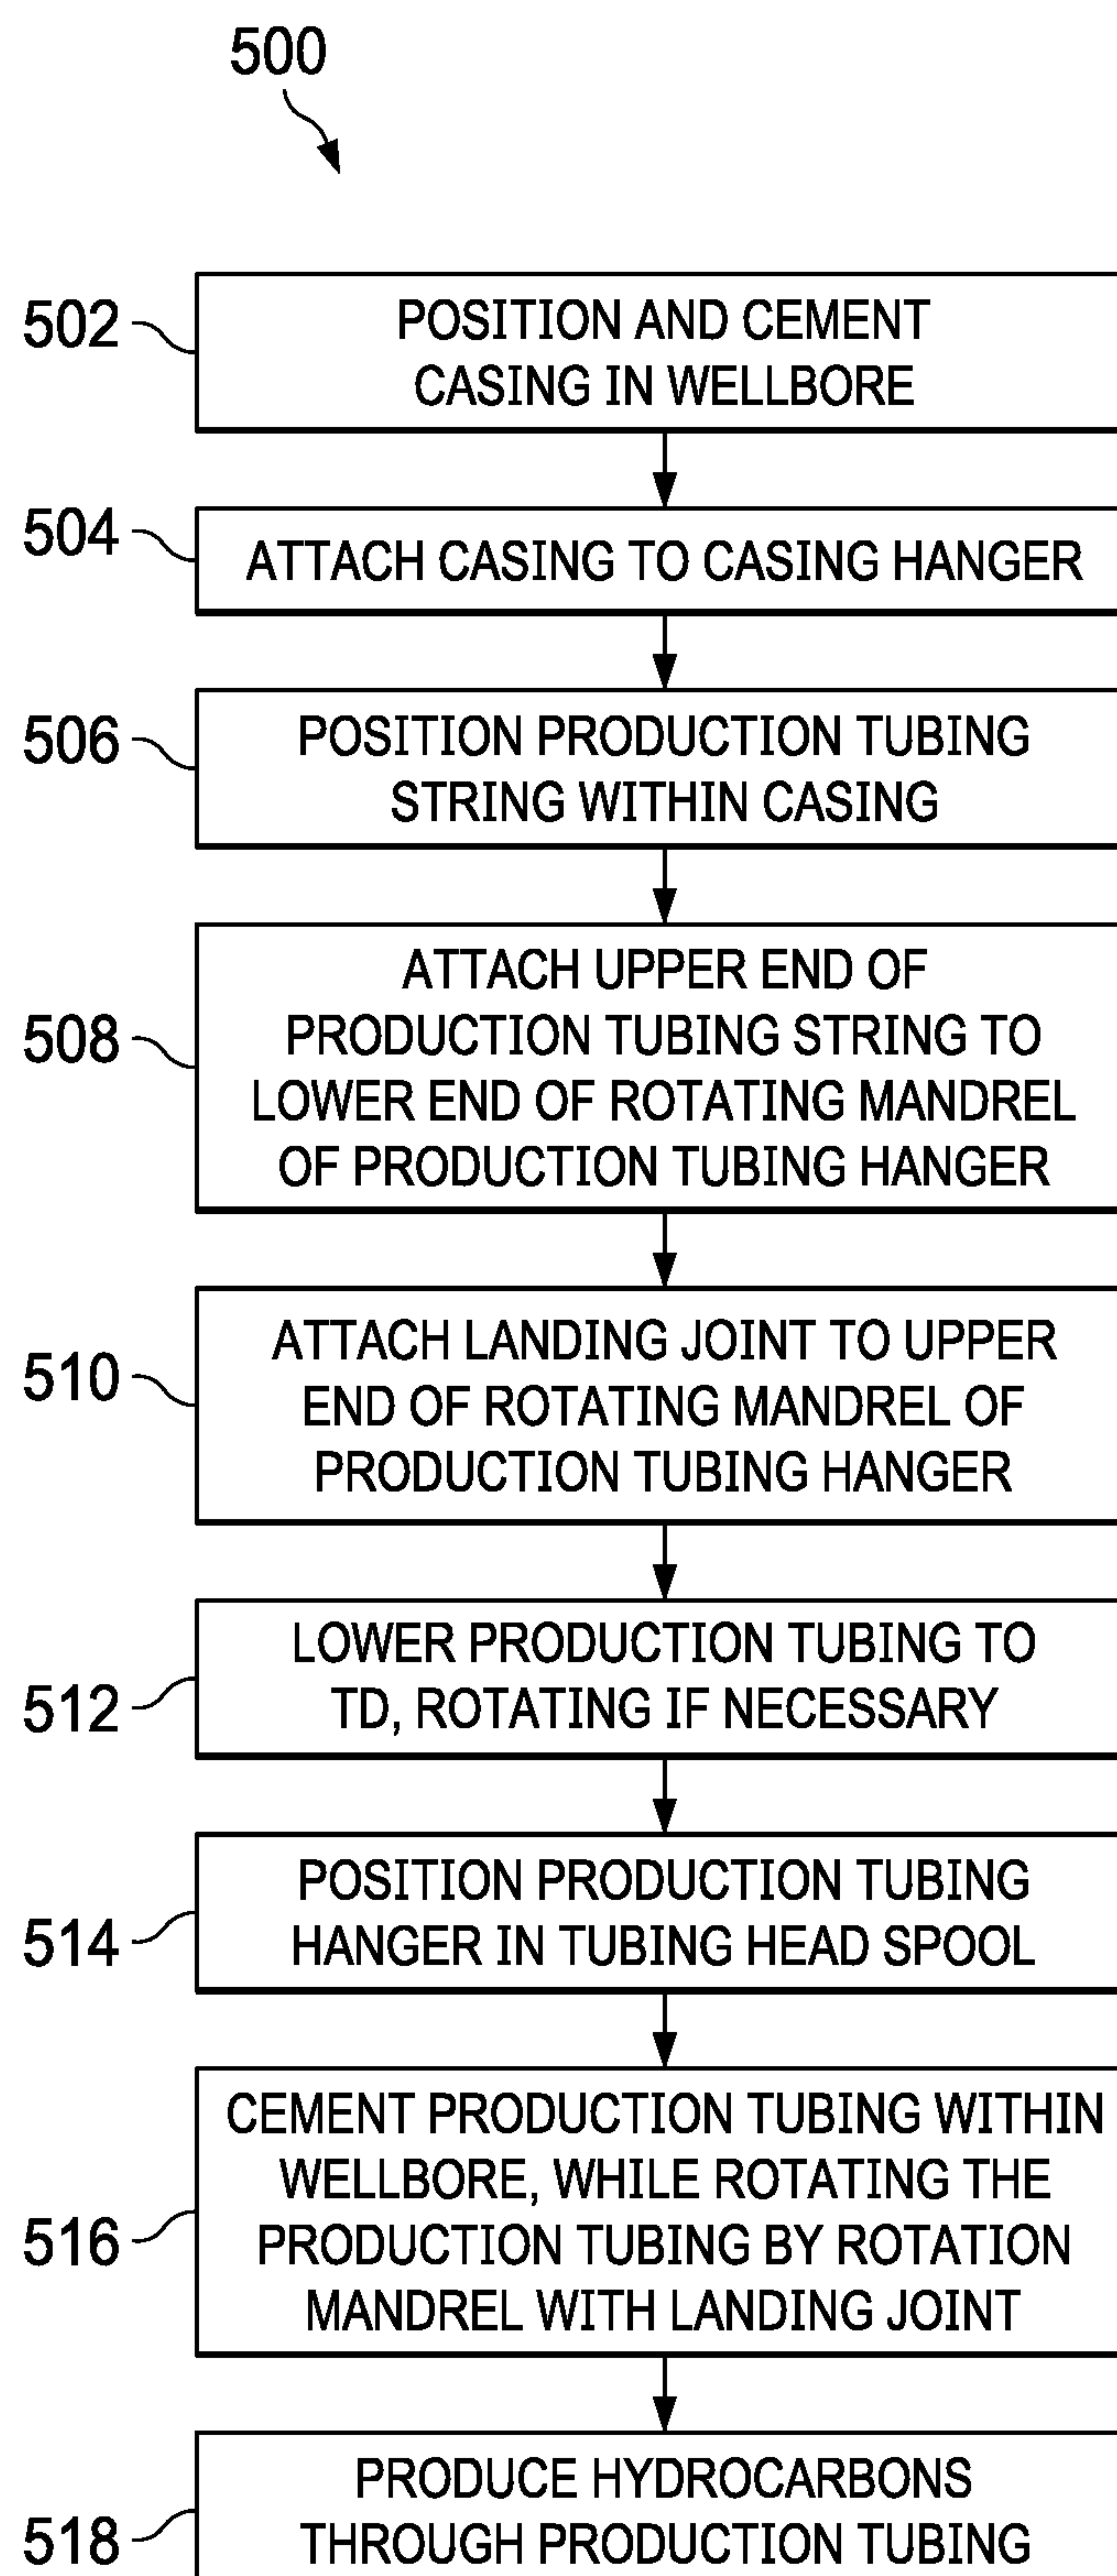 500
502
POSITION AND CEMENT
CASING IN WELLBORE
504
ATTACH CASING TO CASING HANGER
506
POSITION PRODUCTION TUBING
STRING WITHIN CASING
508
ATTACH UPPER END OF
PRODUCTION TUBING STRING TO
LOWER END OF ROTATING MANDREL
OF PRODUCTION TUBING HANGER
510
ATTACH LANDING JOINT TO UPPER
END OF ROTATING MANDREL OF
PRODUCTION TUBING HANGER
512
LOWER PRODUCTION TUBING TO
TD, ROTATING IF NECESSARY
514
POSITION PRODUCTION TUBING
HANGER IN TUBING HEAD SPOOL
516
CEMENT PRODUCTION TUBING WITHIN
WELLBORE, WHILE ROTATING THE
PRODUCTION TUBING BY ROTATION
MANDREL WITH LANDING JOINT
518
PRODUCE HYDROCARBONS
THROUGH PRODUCTION TUBING